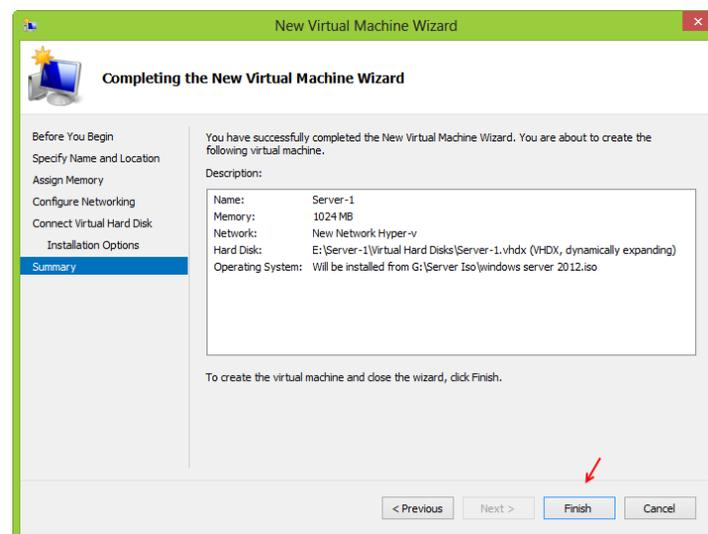 New Virtual Machine Wizard
Completing the New Virtual Machine Wizard
Before You Begin
Specify Name and Location
Assign Memory
Configure Networking
Connect Virtual Hard Disk
Installation Options
Summary
You have successfully completed the New Virtual Machine Wizard. You are about to create the
following virtual machine.
Description:
Name: Server-1
Memory: 1024 MB
Network: New Network Hyper-v
Hard Disk: E:\Server-1\Virtual Hard Disks\Server-1.vhdx (VHDX, dynamically expanding)
Operating System: Will be installed from G:\Server Iso\windows server 2012.iso
To create the virtual machine and close the wizard, click Finish.
< Previous
Next >
Finish
Cancel